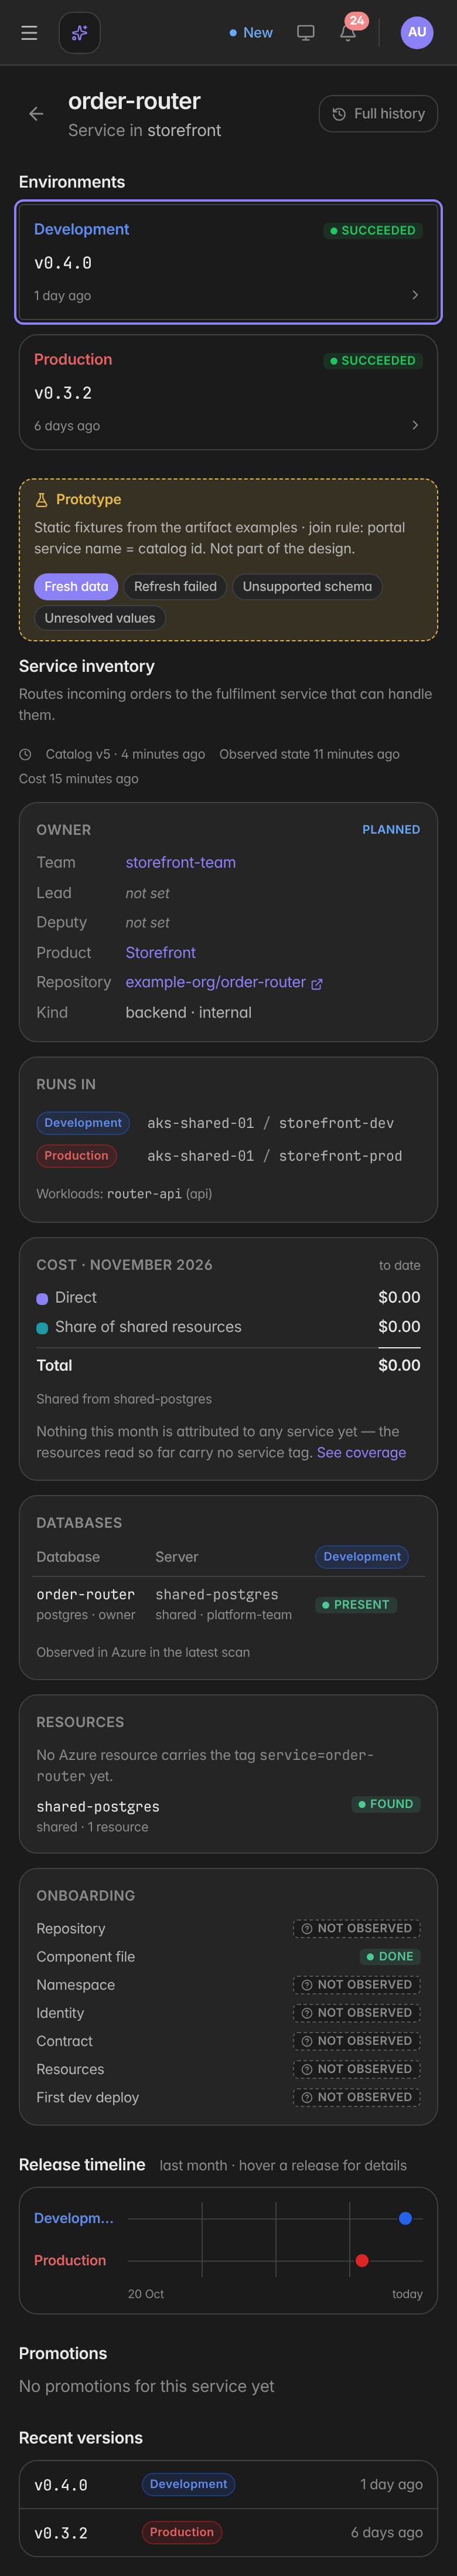 New
24
AU
order-router
Service in storefront
Full history
Environments
Development
SUCCEEDED
v0.4.0
1 day ago
Production
SUCCEEDED
v0.3.2
6 days ago
Prototype
Static fixtures from the artifact examples · join rule: portal
service name = catalog id. Not part of the design.
Fresh data
Refresh failed
Unsupported schema
Unresolved values
Service inventory
Routes incoming orders to the fulfilment service that can handle
them.
Catalog v5 · 4 minutes ago
Observed state 11 minutes ago
Cost 15 minutes ago
OWNER
PLANNED
Team storefront-team
Lead not set
Deputy not set
Product Storefront
Repository example-org/order-router
Kind backend · internal
RUNS IN
Development aks-shared-01 / storefront-dev
Production aks-shared-01 / storefront-prod
Workloads: router-api (api)
COST · NOVEMBER 2026
to date
Direct $0.00
Share of shared resources $0.00
Total $0.00
Shared from shared-postgres
Nothing this month is attributed to any service yet — the
resources read so far carry no service tag. See coverage
DATABASES
Database Server Development
order-router shared-postgres PRESENT
postgres · owner shared · platform-team
Observed in Azure in the latest scan
RESOURCES
No Azure resource carries the tag service=order-
router yet.
shared-postgres FOUND
shared · 1 resource
ONBOARDING
Repository NOT OBSERVED
Component file DONE
Namespace NOT OBSERVED
Identity NOT OBSERVED
Contract NOT OBSERVED
Resources NOT OBSERVED
First dev deploy NOT OBSERVED
Release timeline last month · hover a release for details
Developm...
Production
20 Oct today
Promotions
No promotions for this service yet
Recent versions
v0.4.0 Development 1 day ago
v0.3.2 Production 6 days ago